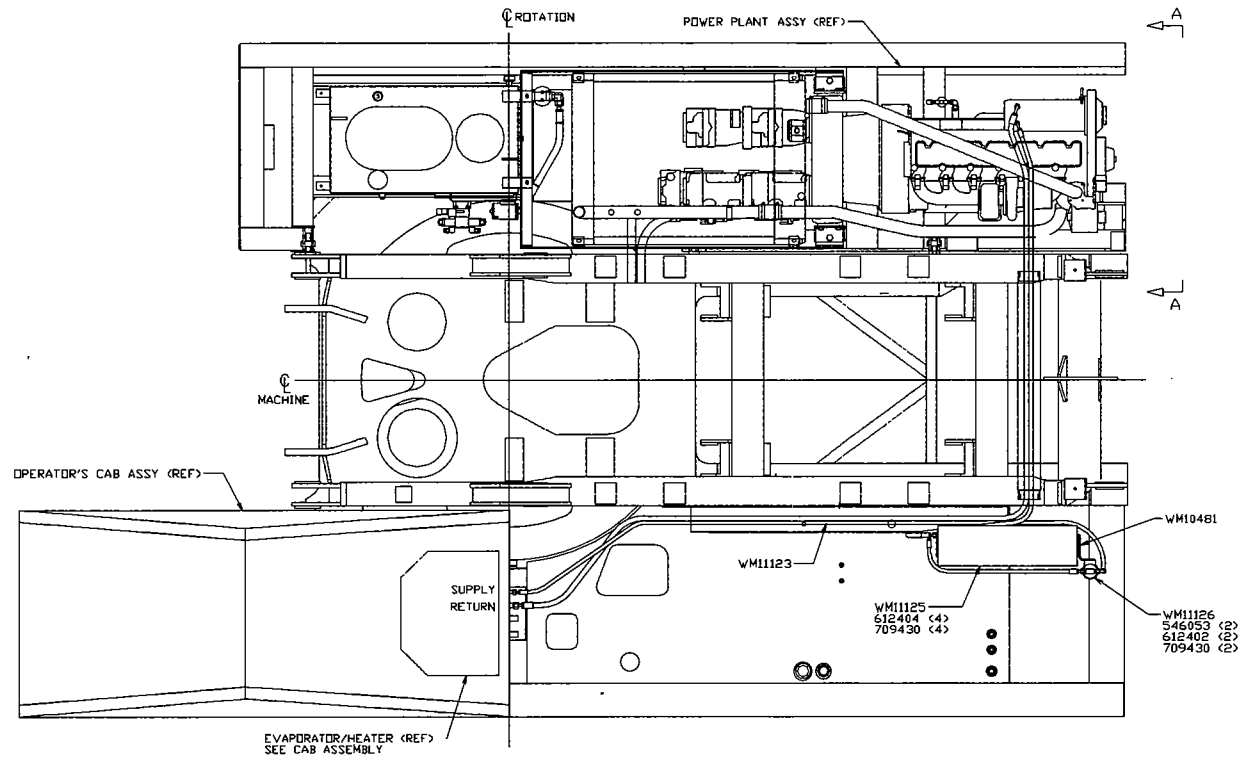 ℄ ROTATION
POWER PLANT ASSY (REF)
A
A
℄
MACHINE
OPERATOR'S CAB ASSY (REF)
WM10481
WM11123
SUPPLY
RETURN
WM11125
612404 (4)
709430 (4)
WM11126
546053 (2)
612402 (2)
709430 (2)
EVAPORATOR/HEATER (REF)
SEE CAB ASSEMBLY